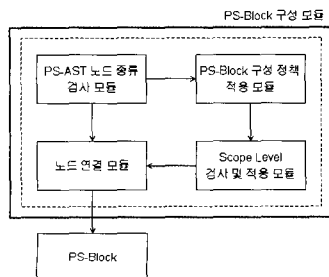 PS-Block 구성 모듈
PS-AST 노드 종류
검사 모듈
PS-Block 구성 정책
적용 모듈
노드 연결 모듈
Scope Level
검사 및 적용 모듈
PS-Block